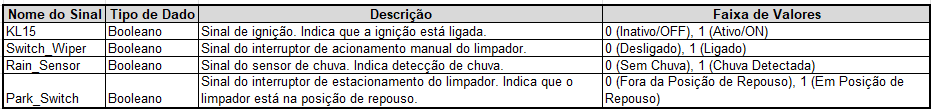 Nome do Sinal Tipo de Dado Descrição Faixa de Valores
KL15 Booleano Sinal de ignição. Indica que a ignição está ligada. 0 (Inativo/OFF), 1 (Ativo/ON)
Switch_Wiper Booleano Sinal do interruptor de acionamento manual do limpador. 0 (Desligado), 1 (Ligado)
Rain_Sensor Booleano Sinal do sensor de chuva. Indica detecção de chuva. 0 (Sem Chuva), 1 (Chuva Detectada)
Sinal do interruptor de estacionamento do limpador. Indica que o 0 (Fora da Posição de Repouso), 1 (Em Posição de
Park_Switch Booleano limpador está na posição de repouso. Repouso)